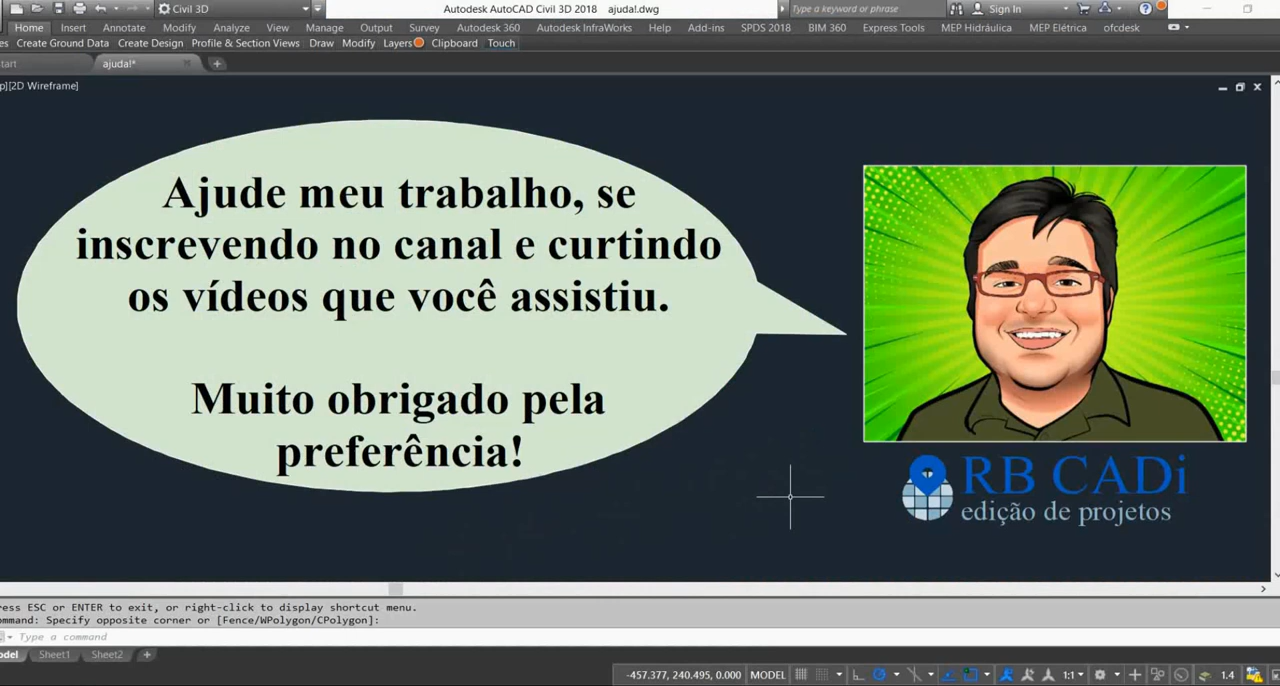 Civil 3D
Autodesk AutoCAD Civil 3D 2018 ajuda!.dwg
Type a keyword or phrase
Sign In
Home Insert Annotate Modify Analyze View Manage Output Survey Autodesk 360 Autodesk InfraWorks Help Add-ins SPDS 2018 BIM 360 Express Tools MEP Hidráulica MEP Elétrica ofcdesk
Create Ground Data Create Design Profile & Section Views Draw Modify Layers Clipboard Touch
tart
ajuda!*
p][2D Wireframe]
Ajude meu trabalho, se
inscrevendo no canal e curtindo
os vídeos que você assistiu.
Muito obrigado pela
preferência!
RB CADi
edição de projetos
ress ESC or ENTER to exit, or right-click to display shortcut menu.
ommand: Specify opposite corner or [Fence/WPolygon/CPolygon]:
Type a command
odel Sheet1 Sheet2 +
-457.377, 240.495, 0.000 MODEL 1:1 1.4